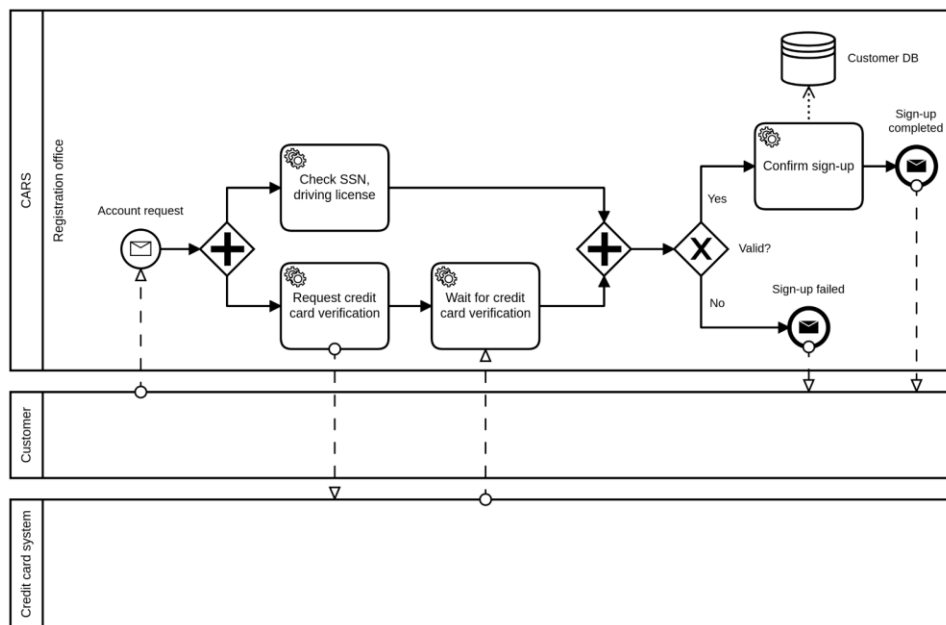 CARS
Registration office
Account request
Check SSN,
driving license
Request credit
card verification
Wait for credit
card verification
Valid?
Yes
No
Confirm sign-up
Customer DB
Sign-up
completed
Sign-up failed
Customer
Credit card system